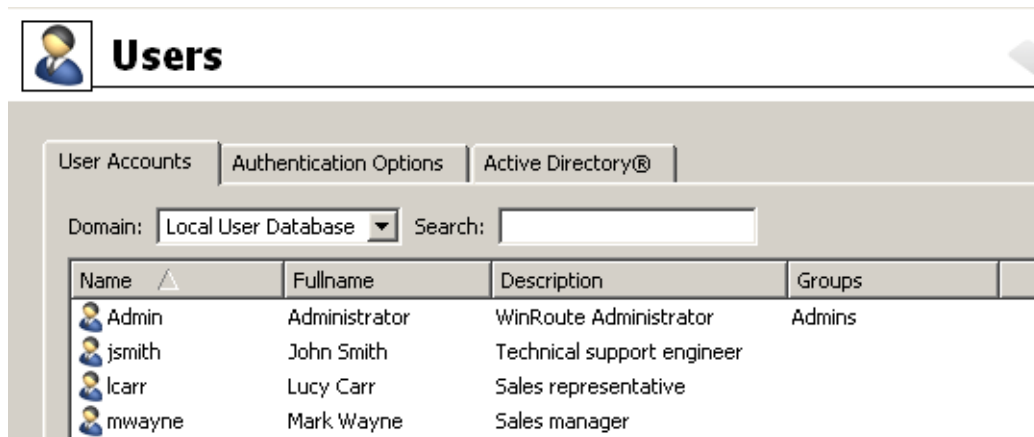 Users
User Accounts Authentication Options Active Directory®
Domain: Local User Database Search:
Name Fullname Description Groups
Admin Administrator WinRoute Administrator Admins
jsmith John Smith Technical support engineer
lcarr Lucy Carr Sales representative
mwayne Mark Wayne Sales manager